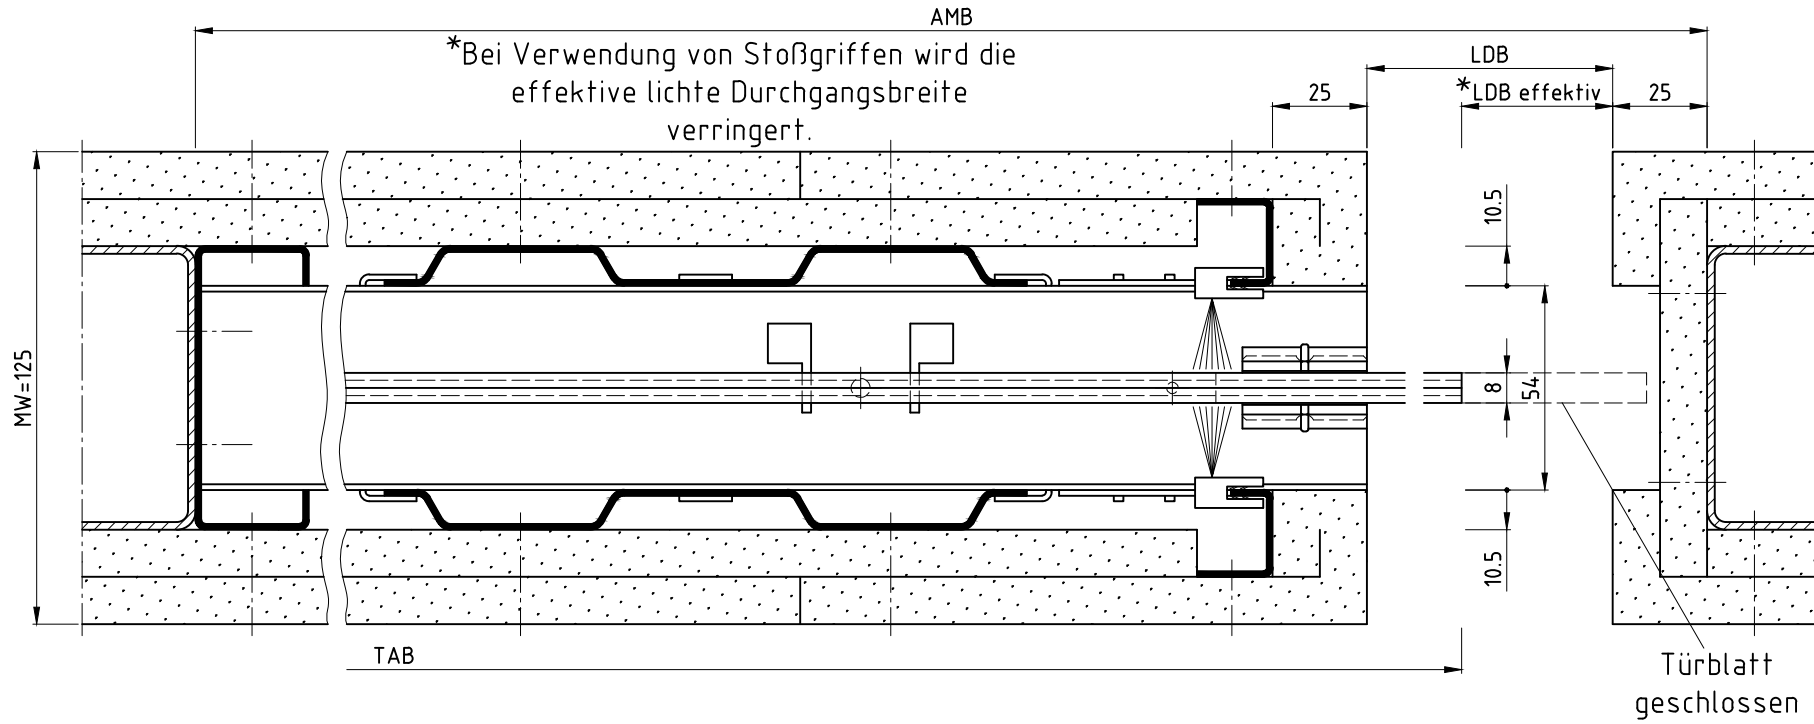 AMB
*Bei Verwendung von Stoßgriffen wird die
effektive lichte Durchgangsbreite
verringert.
LDB
25
*LDB effektiv
25
10.5
MW=125
8
54
10.5
TAB
Türblatt
geschlossen